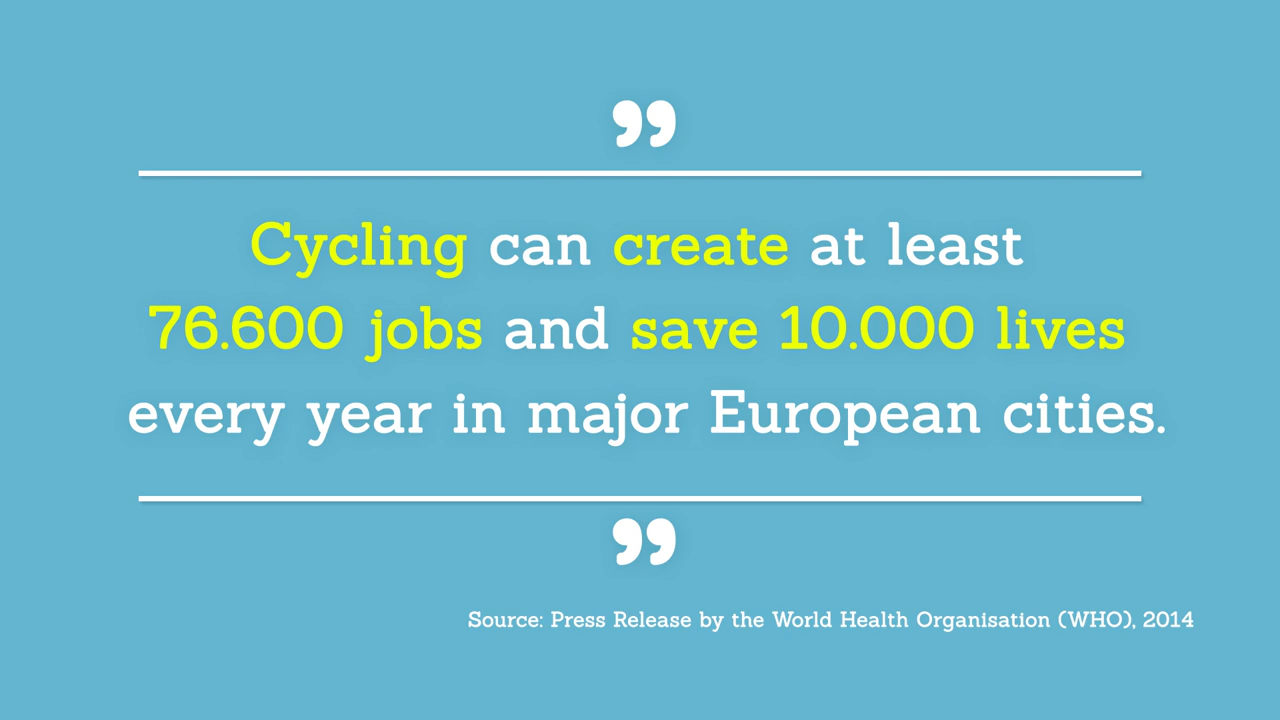 ”
Cycling can create at least
76.600 jobs and save 10.000 lives
every year in major European cities.
”
Source: Press Release by the World Health Organisation (WHO), 2014